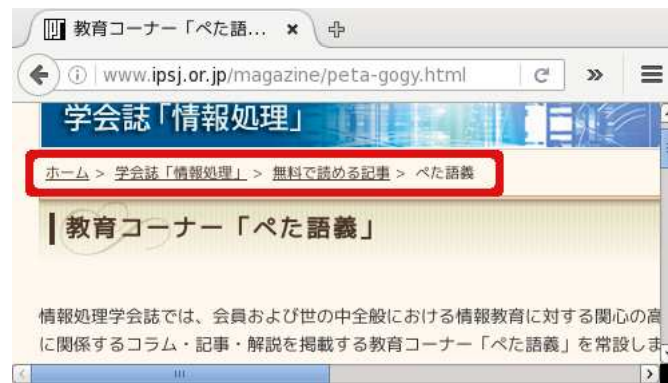 教育コーナー「ぺた語...
www.ipsj.or.jp/magazine/peta-gogy.html
学会誌「情報処理」
ホーム > 学会誌「情報処理」 > 無料で読める記事 > ぺた語義
教育コーナー「ぺた語義」
情報処理学会誌では、会員および世の中全般における情報教育に対する関心の高
に関係するコラム・記事・解説を掲載する教育コーナー「ぺた語義」を常設しま